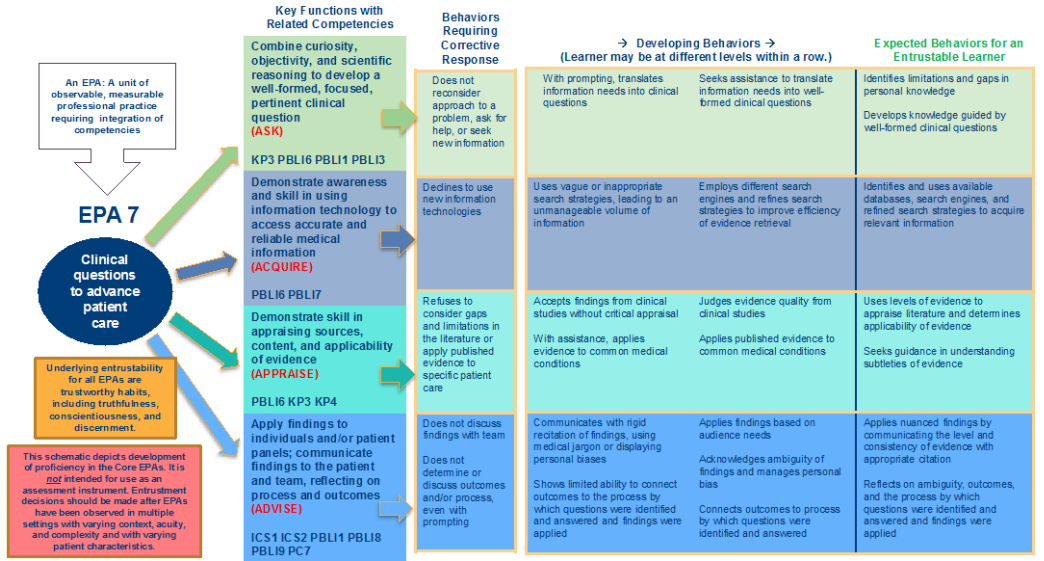 Key Functions with
Related Competencies
Behaviors
Requiring
Corrective
Response
→ Developing Behaviors →
(Learner may be at different levels within a row.)
Expected Behaviors for an
Entrustable Learner
An EPA: A unit of
observable, measurable
professional practice
requiring integration of
competencies
EPA 7
Clinical
questions
to advance
patient
care
Underlying entrustability
for all EPAs are
trustworthy habits,
including truthfulness,
conscientiousness, and
discernment.
This schematic depicts development
of proficiency in the Core EPAs. It is
not intended for use as an
assessment instrument. Entrustment
decisions should be made after EPAs
have been observed in multiple
settings with varying context, acuity,
and complexity and with varying
patient characteristics.
Combine curiosity,
objectivity, and scientific
reasoning to develop a
well-formed, focused,
pertinent clinical
question
(ASK)
KP3 PBLI6 PBLI1 PBLI3
Does not
reconsider
approach to a
problem, ask for
help, or seek
new information
With prompting, translates
information needs into clinical
questions
Seeks assistance to translate
information needs into well-
formed clinical questions
Identifies limitations and gaps in
personal knowledge
Develops knowledge guided by
well-formed clinical questions
Demonstrate awareness
and skill in using
information technology to
access accurate and
reliable medical
information
(ACQUIRE)
PBLI6 PBLI7
Declines to use
new information
technologies
Uses vague or inappropriate
search strategies, leading to an
unmanageable volume of
information
Employs different search
engines and refines search
strategies to improve efficiency
of evidence retrieval
Identifies and uses available
databases, search engines, and
refined search strategies to acquire
relevant information
Demonstrate skill in
appraising sources,
content, and applicability
of evidence
(APPRAISE)
PBLI6 KP3 KP4
Refuses to
consider gaps
and limitations in
the literature or
apply published
evidence to
specific patient
care
Accepts findings from clinical
studies without critical appraisal
With assistance, applies
evidence to common medical
conditions
Judges evidence quality from
clinical studies
Applies published evidence to
common medical conditions
Uses levels of evidence to
appraise literature and determines
applicability of evidence
Seeks guidance in understanding
subtleties of evidence
Apply findings to
individuals and/or patient
panels; communicate
findings to the patient
and team, reflecting on
process and outcomes
(ADVISE)
ICS1 ICS2 PBLI1 PBLI8
PBLI9 PC7
Does not discuss
findings with team
Does not
determine or
discuss outcomes
and/or process,
even with
prompting
Communicates with rigid
recitation of findings, using
medical jargon or displaying
personal biases
Shows limited ability to connect
outcomes to the process by
which questions were identified
and answered and findings were
applied
Applies findings based on
audience needs
Acknowledges ambiguity of
findings and manages personal
bias
Connects outcomes to process
by which questions were
identified and answered
Applies nuanced findings by
communicating the level and
consistency of evidence with
appropriate citation
Reflects on ambiguity, outcomes,
and the process by which
questions were identified and
answered and findings were
applied